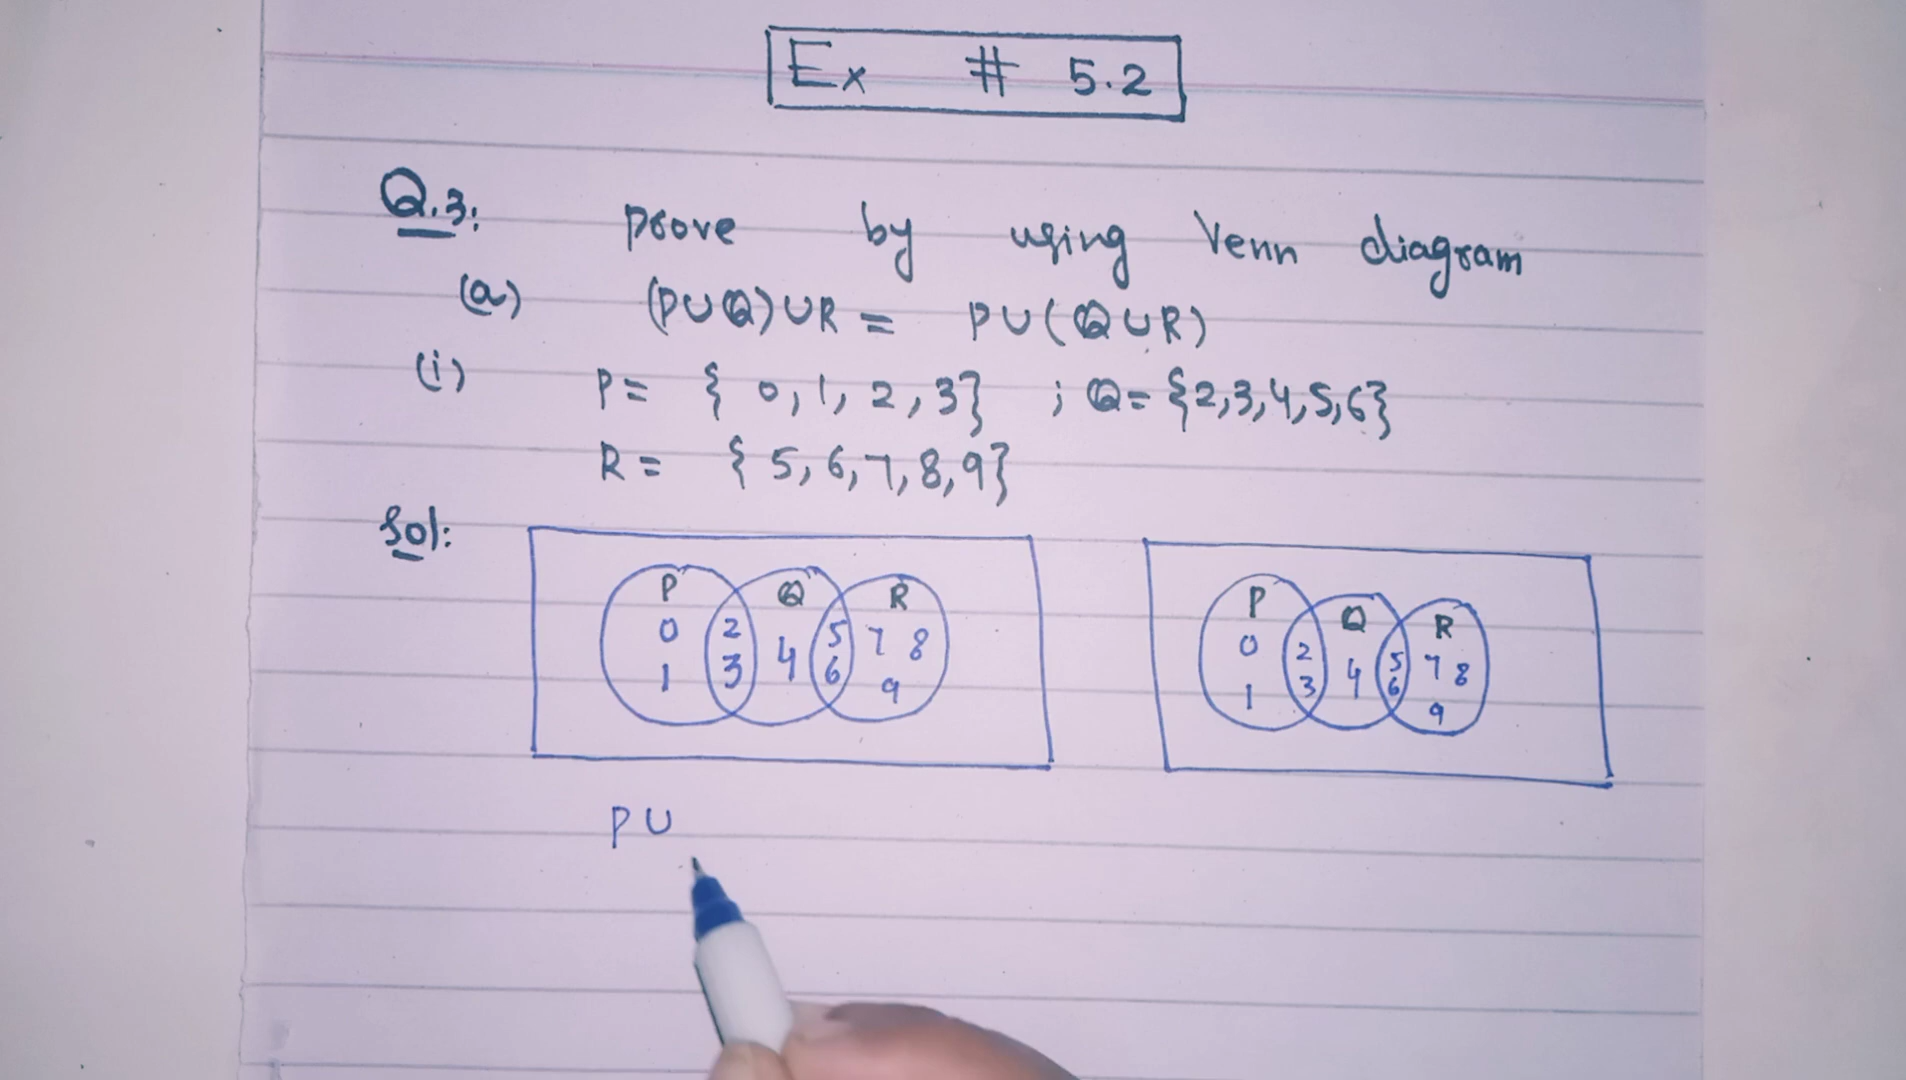 Ex # 5.2
Q.3: prove by using Venn diagram
(a) (P∪Q)∪R = P∪(Q∪R)
(i) P = { 0, 1, 2, 3} ; Q = {2,3,4,5,6}
R = { 5, 6, 7, 8, 9}
Sol:
P Q R
0 2 4 5 7 8
1 3 6 9
P Q R
0 2 4 5 7 8
1 3 6 9
P ∪